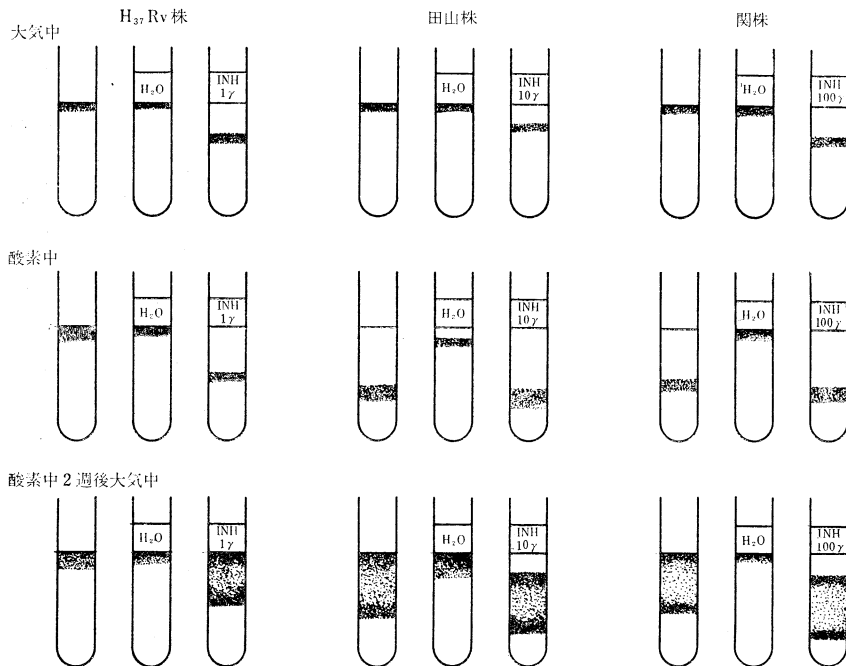 H₃₇Rv株 田山株 関株
大気中
H₂O INH 1γ H₂O INH 10γ H₂O INH 100γ
酸素中
H₂O INH 1γ H₂O INH 10γ H₂O INH 100γ
酸素中2週後大気中
H₂O INH 1γ H₂O INH 10γ H₂O INH 100γ